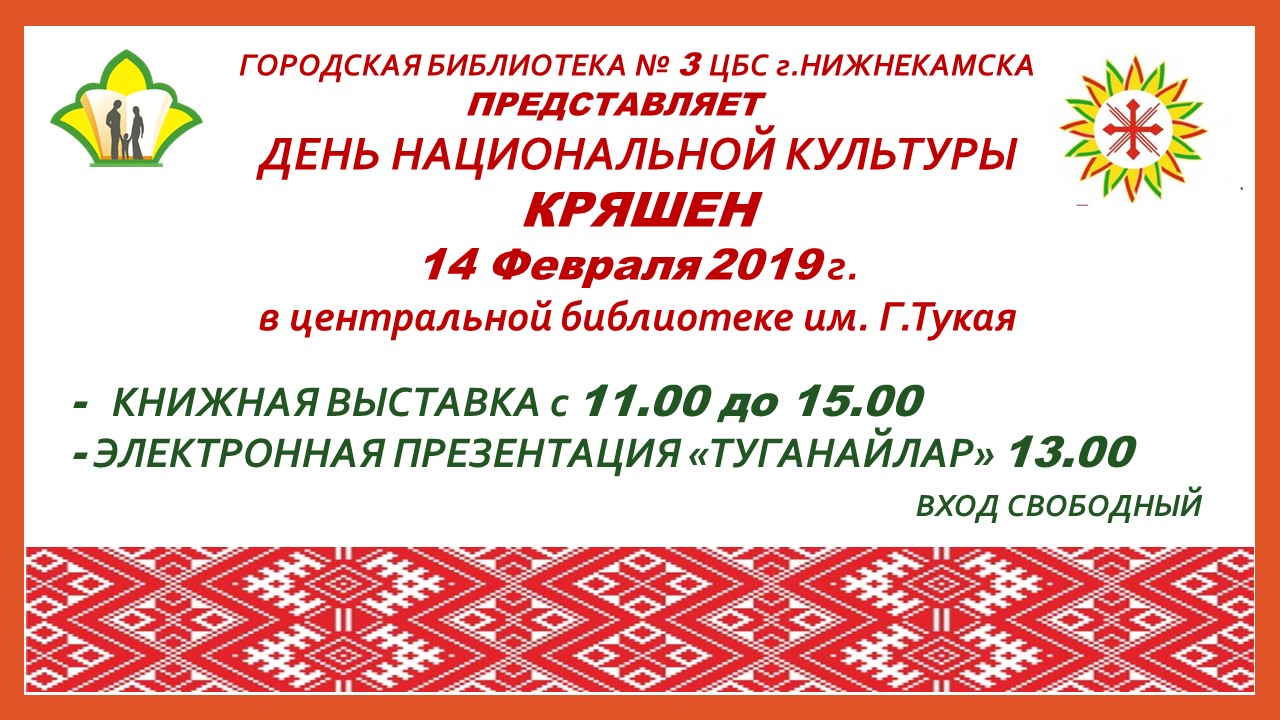 ГОРОДСКАЯ БИБЛИОТЕКА № 3 ЦБС г.НИЖНЕКАМСКА
ПРЕДСТАВЛЯЕТ
ДЕНЬ НАЦИОНАЛЬНОЙ КУЛЬТУРЫ
КРЯШЕН
14 Февраля 2019 г.
в центральной библиотеке им. Г.Тукая
- КНИЖНАЯ ВЫСТАВКА с 11.00 до 15.00
- ЭЛЕКТРОННАЯ ПРЕЗЕНТАЦИЯ «ТУГАНАЙЛАР» 13.00
ВХОД СВОБОДНЫЙ